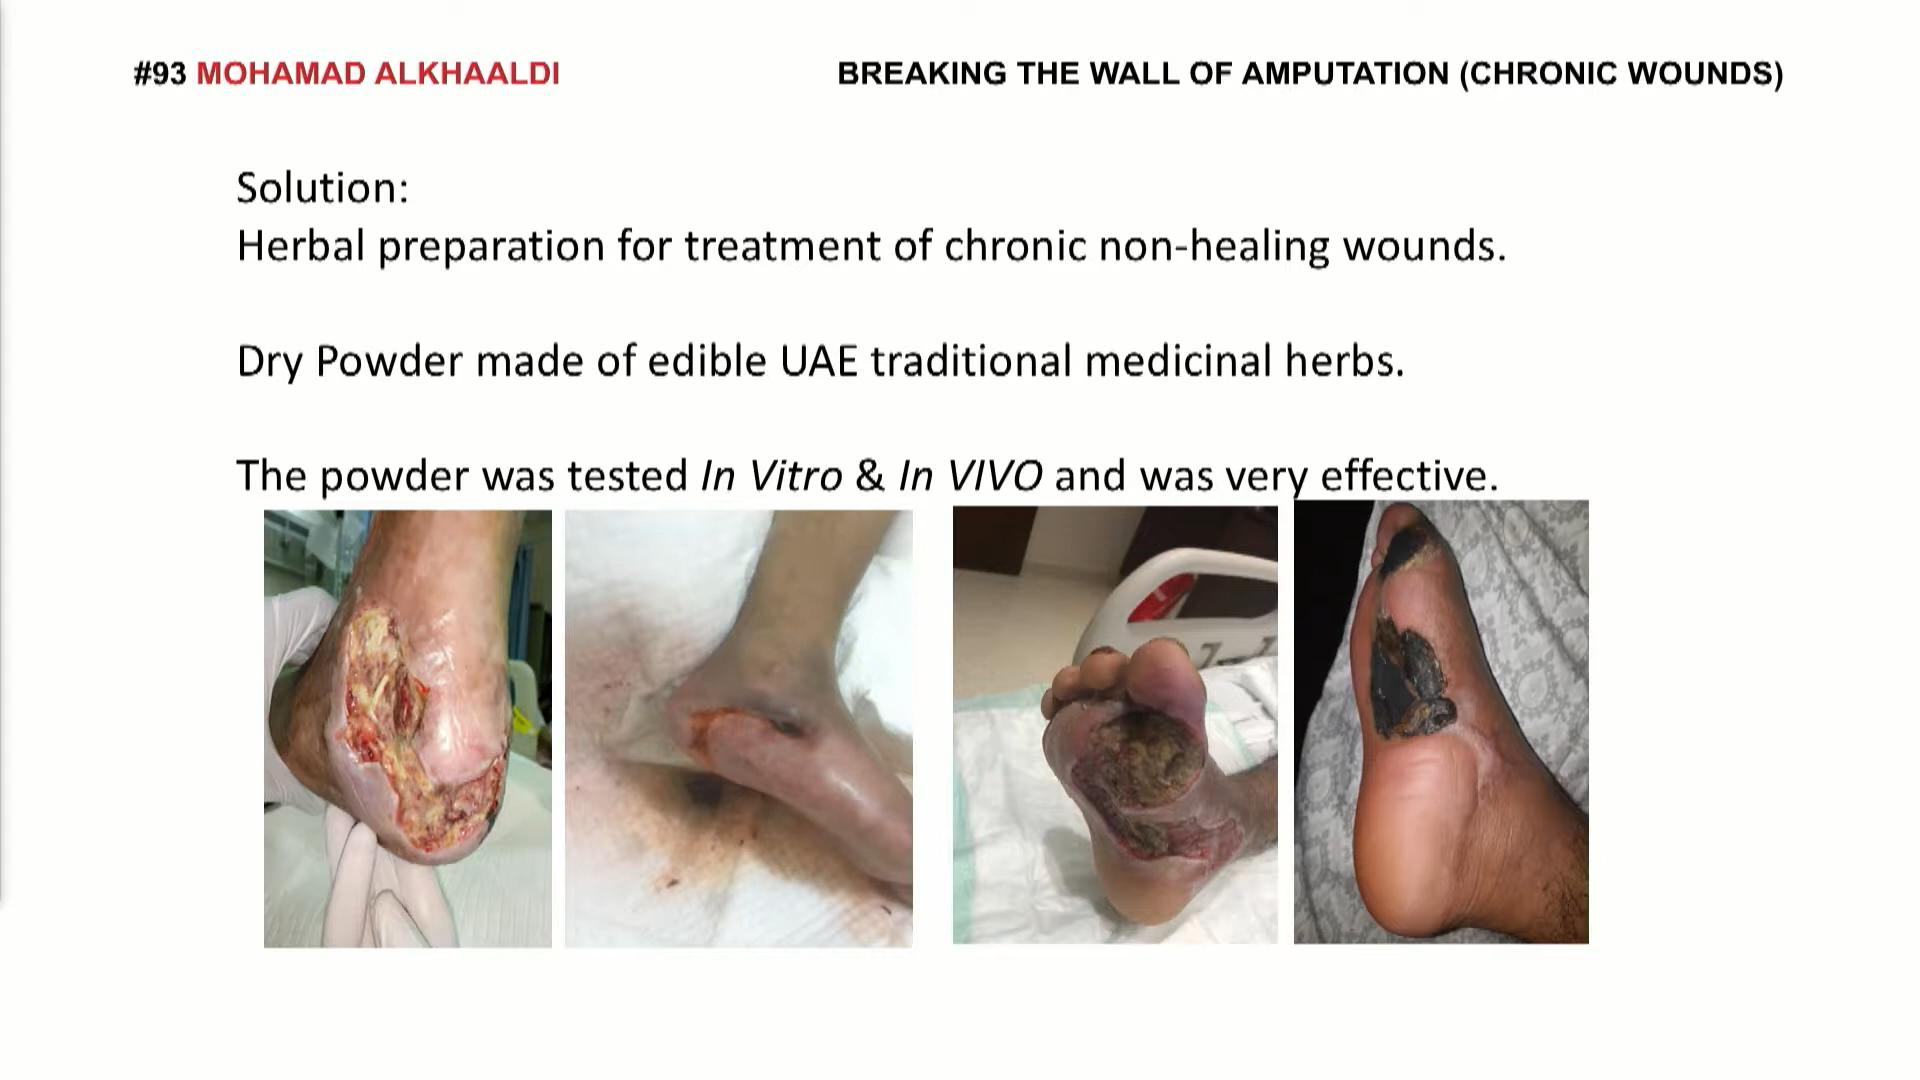 #93 MOHAMAD ALKHAALDI
BREAKING THE WALL OF AMPUTATION (CHRONIC WOUNDS)
Solution:
Herbal preparation for treatment of chronic non-healing wounds.
Dry Powder made of edible UAE traditional medicinal herbs.
The powder was tested In Vitro & In VIVO and was very effective.